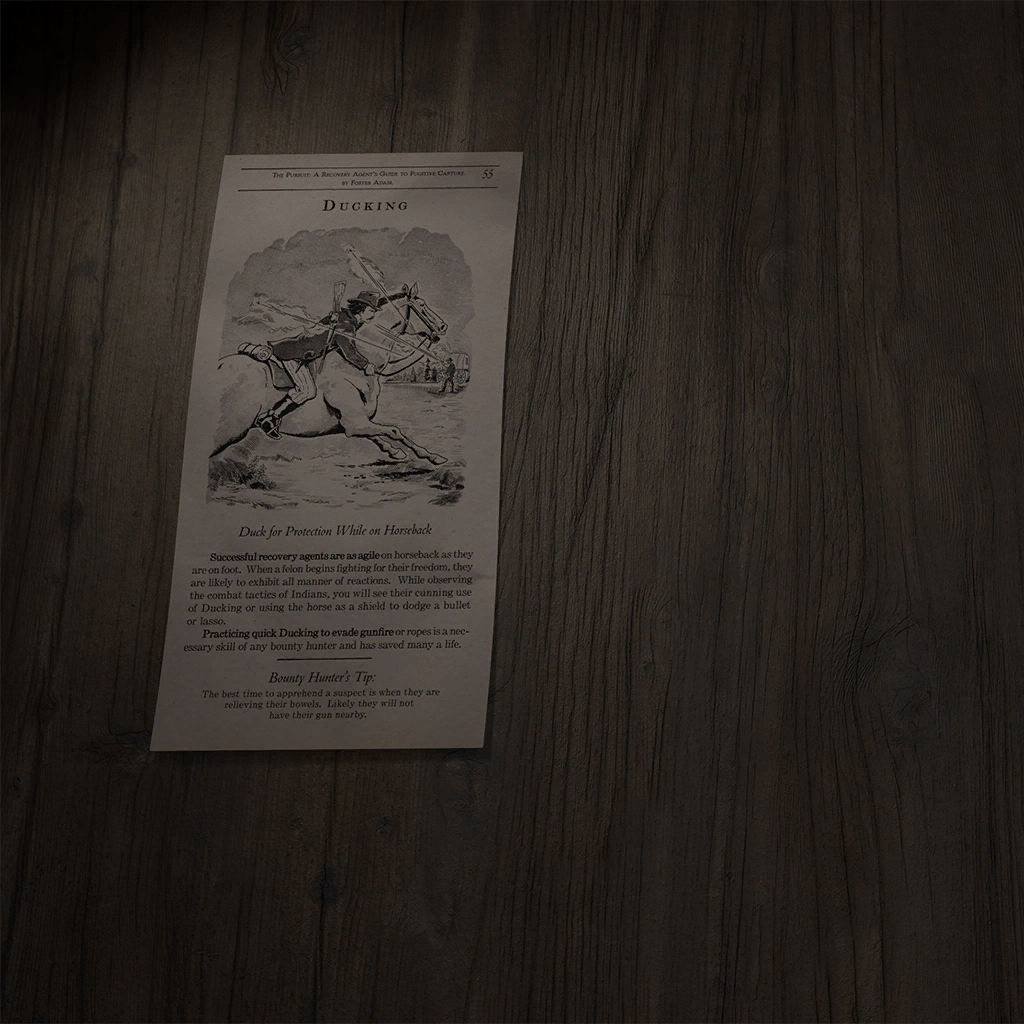 The Pursuit: A Recovery Agent's Guide to Fugitive Capture.
by Foster Adair.
55
Ducking
Duck for Protection While on Horseback
Successful recovery agents are as agile on horseback as they
are on foot. When a felon begins fighting for their freedom, they
are likely to exhibit all manner of reactions. While observing
the combat tactics of Indians, you will see their cunning use
of Ducking or using the horse as a shield to dodge a bullet
or lasso.
Practicing quick Ducking to evade gunfire or ropes is a nec-
essary skill of any bounty hunter and has saved many a life.
Bounty Hunter's Tip:
The best time to apprehend a suspect is when they are
relieving their bowels. Likely they will not
have their gun nearby.